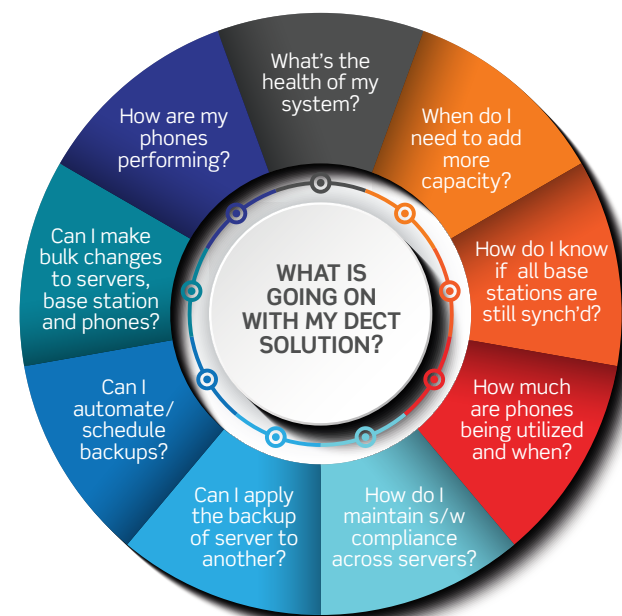 What's the
health of my
system?
When do I
need to add
more
capacity?
How do I know
if all base
stations are
still synch'd?
How much
are phones
being utilized
and when?
How do I
maintain s/w
compliance
across servers?
Can I apply
the backup
of server to
another?
Can I
automate/
schedule
backups?
Can I make
bulk changes
to servers,
base station
and phones?
How are my
phones
performing?
WHAT IS
GOING ON
WITH MY DECT
SOLUTION?